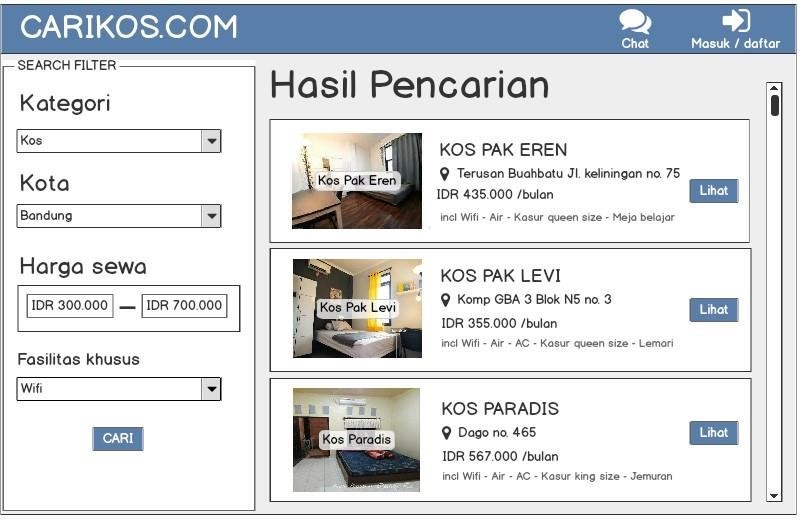 CARIKOS.COM
Chat
Masuk / daftar
SEARCH FILTER
Kategori
Kos
Kota
Bandung
Harga sewa
IDR 300.000 — IDR 700.000
Fasilitas khusus
Wifi
CARI
Hasil Pencarian
Kos Pak Eren
KOS PAK EREN
Terusan Buahbatu Jl. keliningan no. 75
IDR 435.000 /bulan
incl Wifi - Air - Kasur queen size - Meja belajar
Lihat
Kos Pak Levi
KOS PAK LEVI
Komp GBA 3 Blok N5 no. 3
IDR 355.000 /bulan
incl Wifi - Air - AC - Kasur queen size - Lemari
Lihat
Kos Paradis
KOS PARADIS
Dago no. 465
IDR 567.000 /bulan
incl Wifi - Air - AC - Kasur king size - Jemuran
Lihat